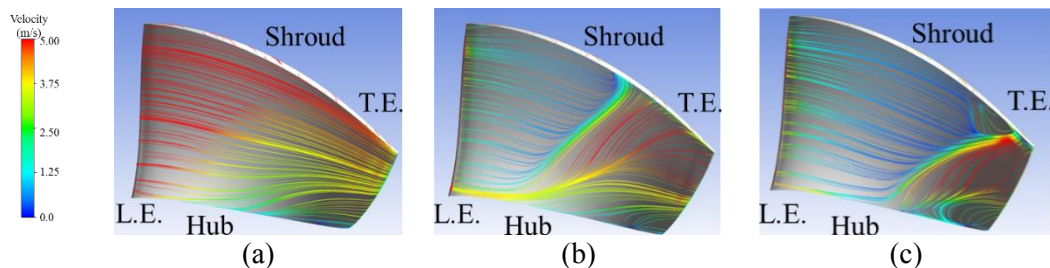 Velocity
(m/s)
5.00
3.75
2.50
1.25
0.0
Shroud
T.E.
L.E.
Hub
(a)
Shroud
T.E.
L.E.
Hub
(b)
Shroud
T.E.
L.E.
Hub
(c)